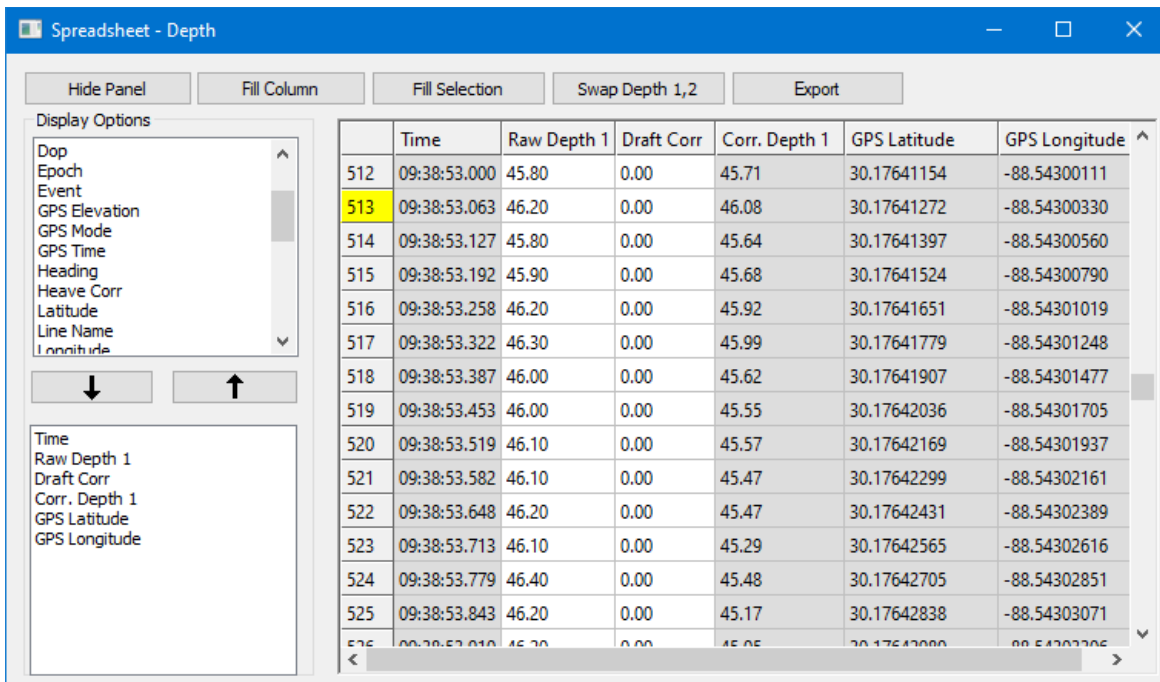 Spreadsheet - Depth
Hide Panel Fill Column Fill Selection Swap Depth 1,2 Export
Display Options
Dop
Epoch
Event
GPS Elevation
GPS Mode
GPS Time
Heading
Heave Corr
Latitude
Line Name
Longitude
Time
Raw Depth 1
Draft Corr
Corr. Depth 1
GPS Latitude
GPS Longitude
Time Raw Depth 1 Draft Corr Corr. Depth 1 GPS Latitude GPS Longitude
512 09:38:53.000 45.80 0.00 45.71 30.17641154 -88.54300111
513 09:38:53.063 46.20 0.00 46.08 30.17641272 -88.54300330
514 09:38:53.127 45.80 0.00 45.64 30.17641397 -88.54300560
515 09:38:53.192 45.90 0.00 45.68 30.17641524 -88.54300790
516 09:38:53.258 46.20 0.00 45.92 30.17641651 -88.54301019
517 09:38:53.322 46.30 0.00 45.99 30.17641779 -88.54301248
518 09:38:53.387 46.00 0.00 45.62 30.17641907 -88.54301477
519 09:38:53.453 46.00 0.00 45.55 30.17642036 -88.54301705
520 09:38:53.519 46.10 0.00 45.57 30.17642169 -88.54301937
521 09:38:53.582 46.10 0.00 45.47 30.17642299 -88.54302161
522 09:38:53.648 46.20 0.00 45.47 30.17642431 -88.54302389
523 09:38:53.713 46.10 0.00 45.29 30.17642565 -88.54302616
524 09:38:53.779 46.40 0.00 45.48 30.17642705 -88.54302851
525 09:38:53.843 46.20 0.00 45.17 30.17642838 -88.54303071